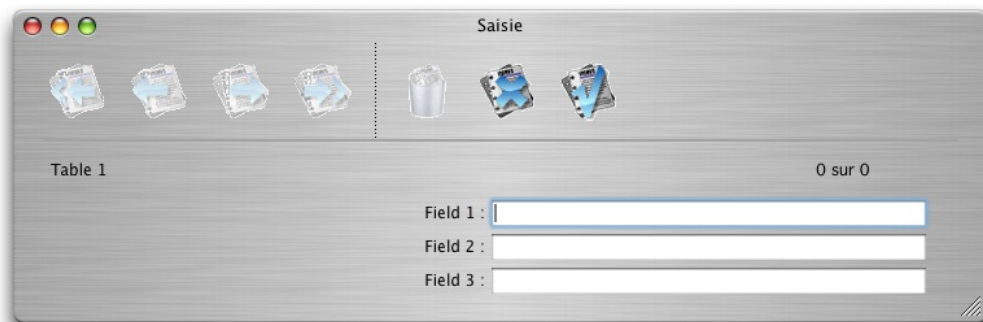 Saisie
Table 1
0 sur 0
Field 1 :
Field 2 :
Field 3 :